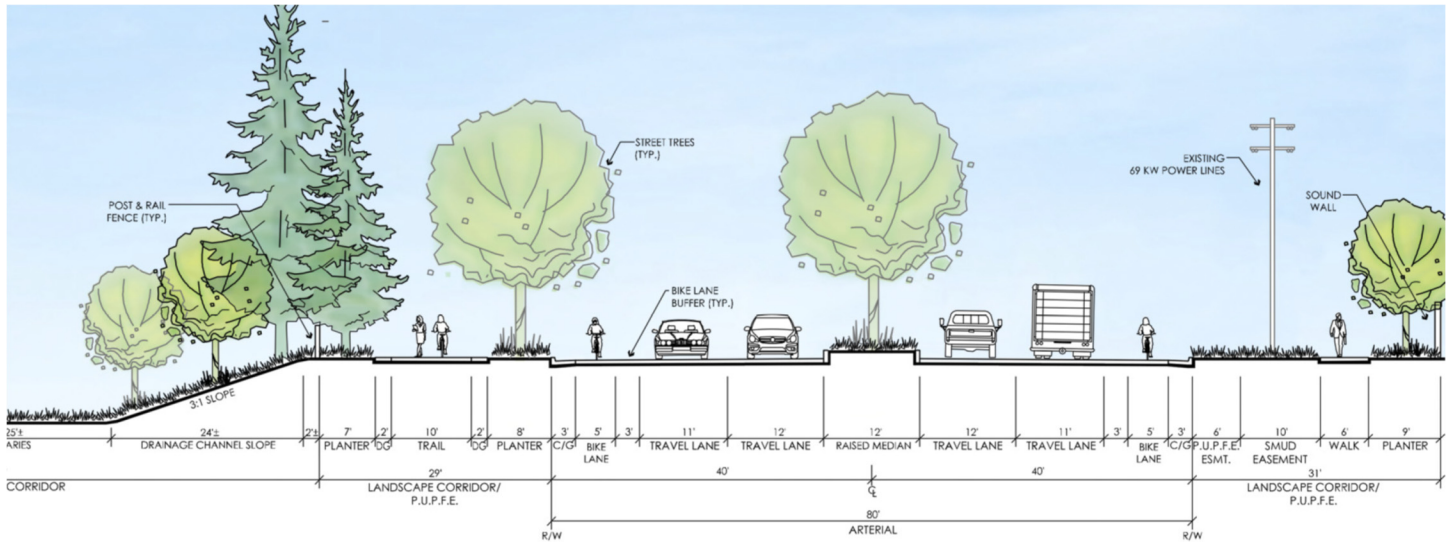 STREET TREES
(TYP.)
EXISTING
69 KW POWER LINES
SOUND
WALL
POST & RAIL
FENCE (TYP.)
BIKE LANE
BUFFER (TYP.)
3:1 SLOPE
25'± 24'± 2'± 7' 2' 10' 2' 8' 3' 5' 3' 11' 12' 12' 12' 11' 3' 5' 3' 6' 10' 6' 9'
ARIES DRAINAGE CHANNEL SLOPE PLANTER DG TRAIL DG PLANTER C/G BIKE LANE TRAVEL LANE TRAVEL LANE RAISED MEDIAN TRAVEL LANE TRAVEL LANE BIKE LANE C/G P.U.P.F.E. ESMT. SMUD EASEMENT WALK PLANTER
29' 40' 40' 31'
CORRIDOR LANDSCAPE CORRIDOR/ P.U.P.F.E. LANDSCAPE CORRIDOR/ P.U.P.F.E.
80'
ARTERIAL
R/W R/W